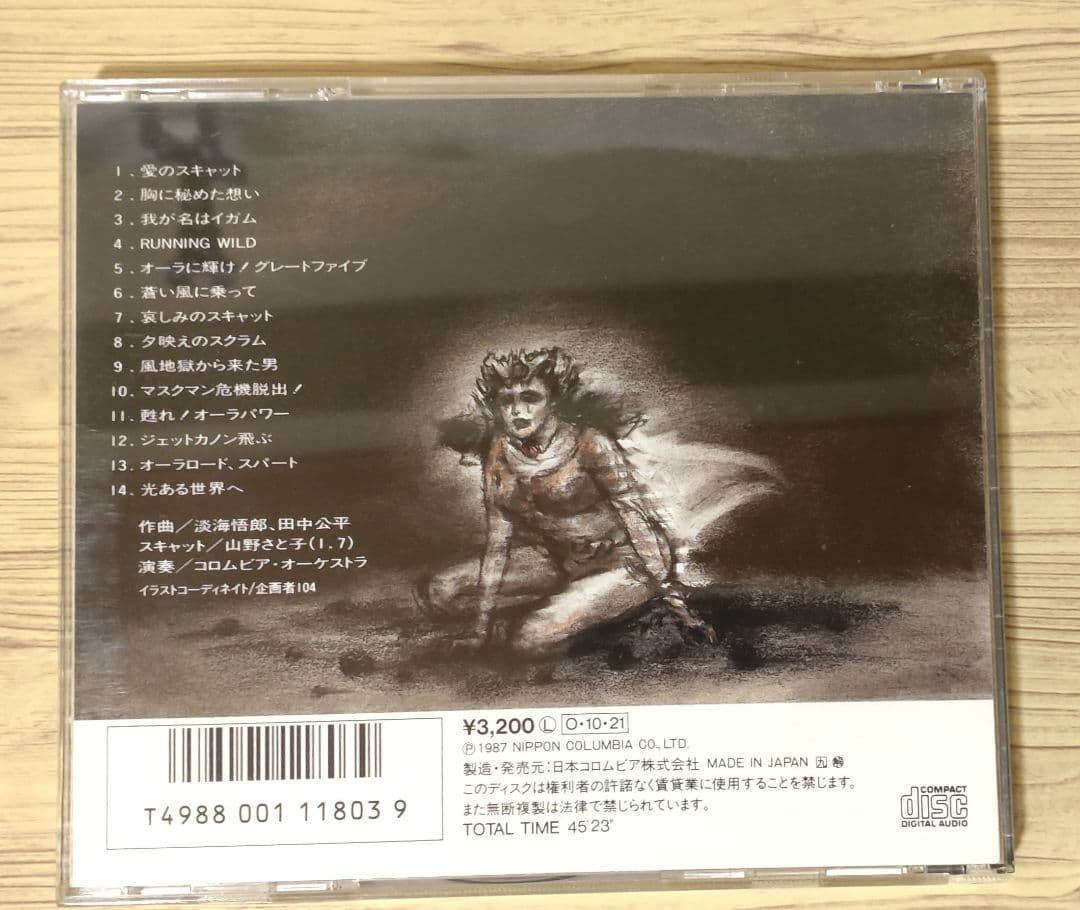 1. 愛のスキャット
2. 胸に秘めた想い
3. 我が名はイガム
4. RUNNING WILD
5. オーラに輝け!グレートファイブ
6. 蒼い風に乗って
7. 哀しみのスキャット
8. 夕映えのスクラム
9. 風地獄から来た男
10. マスクマン危機脱出!
11. 甦れ!オーラパワー
12. ジェットカノン飛ぶ
13. オーラロード、スパート
14. 光ある世界へ
作曲/淡海悟郎、田中公平
スキャット/山野さと子(1.7)
演奏/コロムビア・オーケストラ
イラストコーディネイト/企画者104
T4988 001 11803 9
¥3,200 Ⓛ O・10・21
Ⓟ1987 NIPPON COLUMBIA CO.,LTD.
製造・発売元:日本コロムビア株式会社 MADE IN JAPAN 九
このディスクは権利者の許諾なく賃貸業に使用することを禁じます。
また無断複製は法律で禁じられています。
TOTAL TIME 45'23"
COMPACT
disc
DIGITAL AUDIO